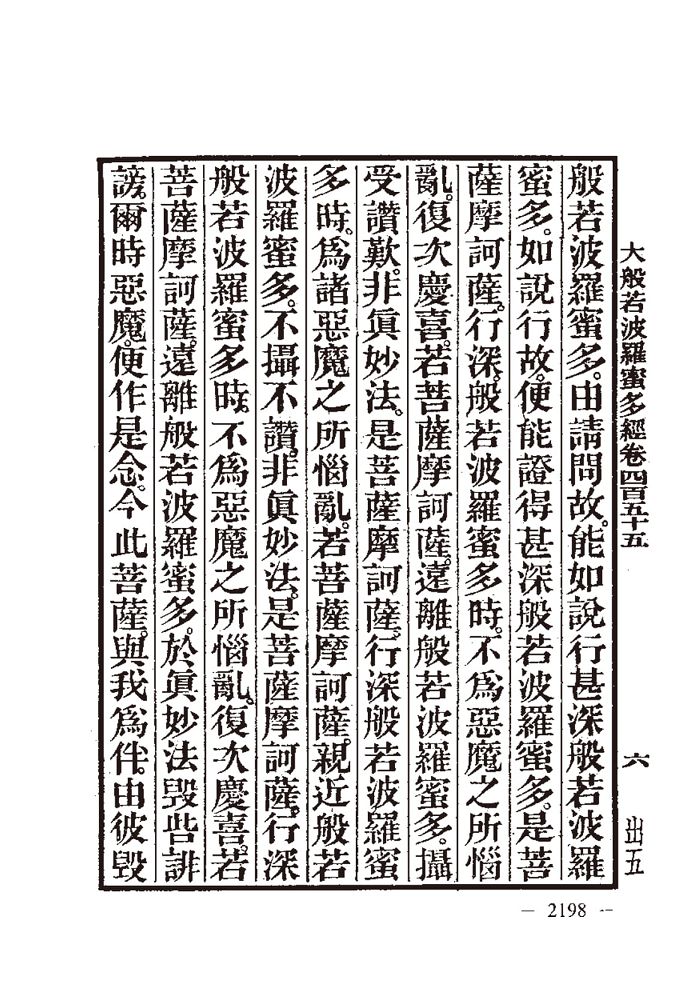 大般若波羅蜜多經卷四百五十五
六
出五
般若波羅蜜多。由請問故。能如說行甚深般若波羅
蜜多。如說行故。便能證得甚深般若波羅蜜多。是菩
薩摩訶薩。行深般若波羅蜜多時。不爲惡魔之所惱
亂。復次慶喜。若菩薩摩訶薩。遠離般若波羅蜜多。攝
受讚歎。非眞妙法。是菩薩摩訶薩。行深般若波羅蜜
多時。爲諸惡魔之所惱亂。若菩薩摩訶薩。親近般若
波羅蜜多。不攝不讚。非眞妙法。是菩薩摩訶薩。行深
般若波羅蜜多時。不爲惡魔之所惱亂。復次慶喜。若
菩薩摩訶薩。遠離般若波羅蜜多。於眞妙法毀呰誹
謗。爾時惡魔。便作是念。今此菩薩。與我爲伴。由彼毀
— 2198 —